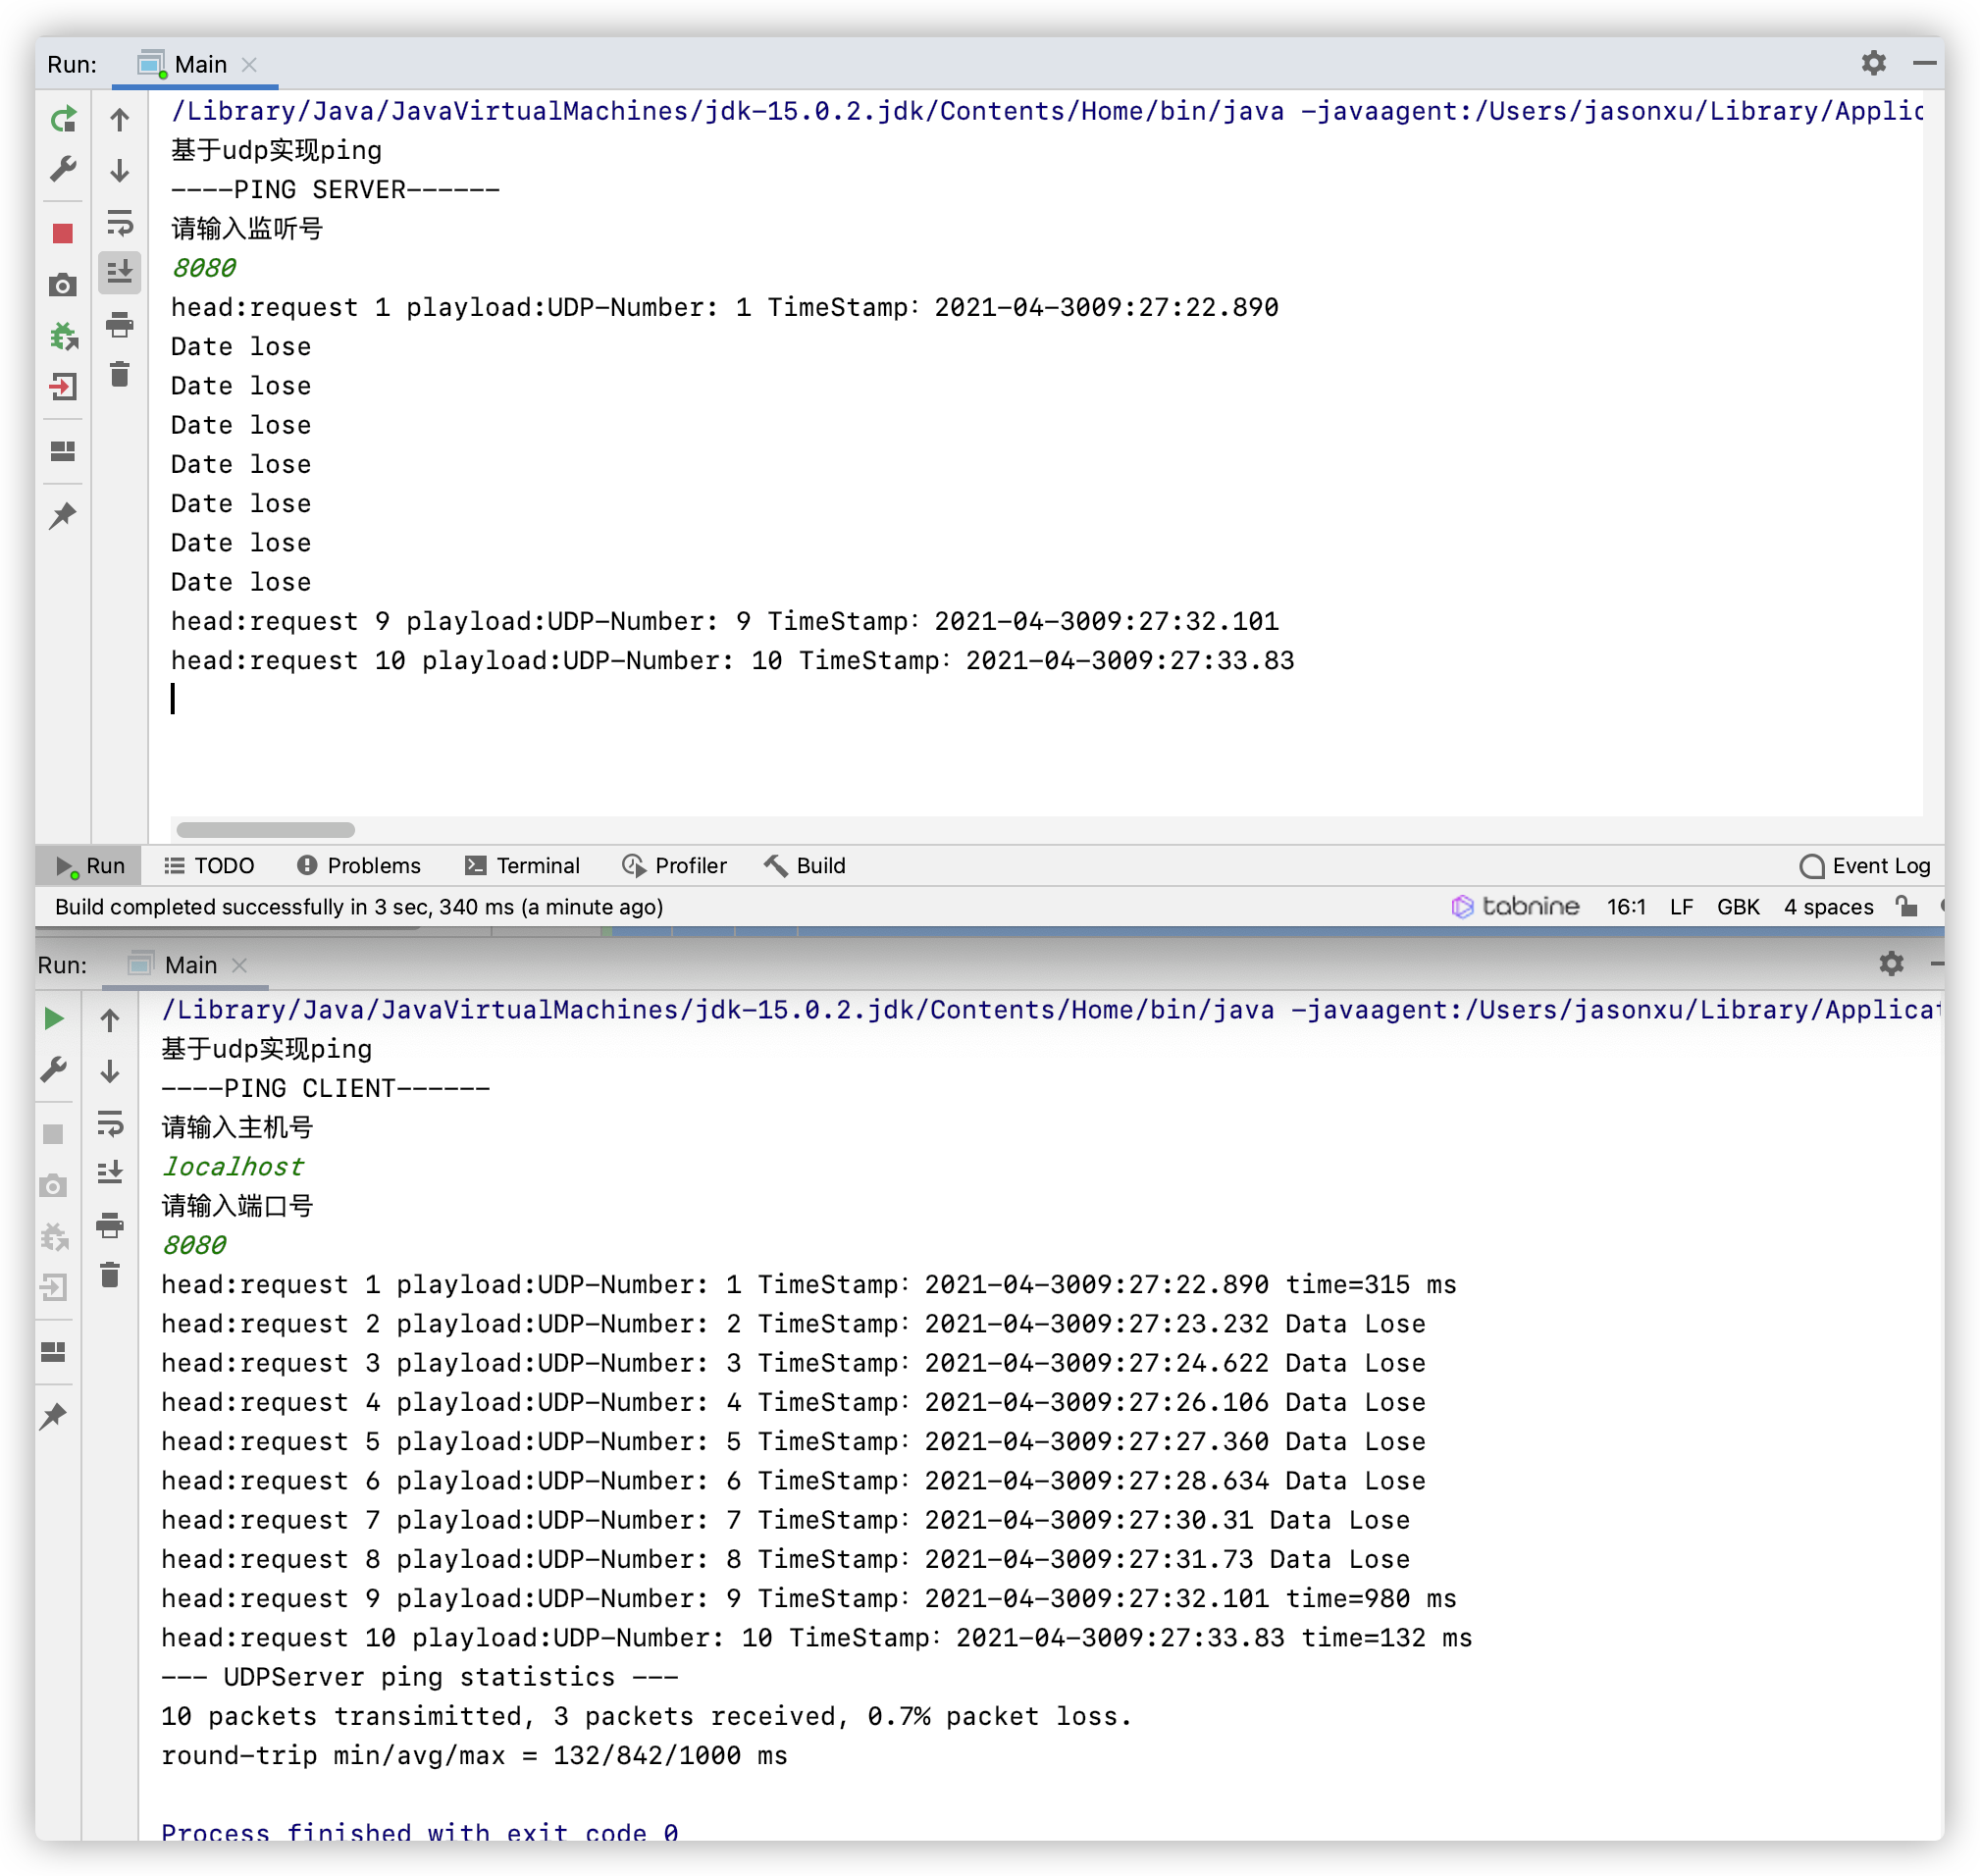 Run: Main
/Library/Java/JavaVirtualMachines/jdk-15.0.2.jdk/Contents/Home/bin/java -javaagent:/Users/jasonxu/Library/Applic
基于udp实现ping
----PING SERVER------
请输入监听号
8080
head:request 1 playload:UDP-Number: 1 TimeStamp：2021-04-3009:27:22.890
Date lose
Date lose
Date lose
Date lose
Date lose
Date lose
Date lose
head:request 9 playload:UDP-Number: 9 TimeStamp：2021-04-3009:27:32.101
head:request 10 playload:UDP-Number: 10 TimeStamp：2021-04-3009:27:33.83
Run TODO Problems Terminal Profiler Build Event Log
Build completed successfully in 3 sec, 340 ms (a minute ago) tabnine 16:1 LF GBK 4 spaces
Run: Main
/Library/Java/JavaVirtualMachines/jdk-15.0.2.jdk/Contents/Home/bin/java -javaagent:/Users/jasonxu/Library/Applicat
基于udp实现ping
----PING CLIENT------
请输入主机号
localhost
请输入端口号
8080
head:request 1 playload:UDP-Number: 1 TimeStamp：2021-04-3009:27:22.890 time=315 ms
head:request 2 playload:UDP-Number: 2 TimeStamp：2021-04-3009:27:23.232 Data Lose
head:request 3 playload:UDP-Number: 3 TimeStamp：2021-04-3009:27:24.622 Data Lose
head:request 4 playload:UDP-Number: 4 TimeStamp：2021-04-3009:27:26.106 Data Lose
head:request 5 playload:UDP-Number: 5 TimeStamp：2021-04-3009:27:27.360 Data Lose
head:request 6 playload:UDP-Number: 6 TimeStamp：2021-04-3009:27:28.634 Data Lose
head:request 7 playload:UDP-Number: 7 TimeStamp：2021-04-3009:27:30.31 Data Lose
head:request 8 playload:UDP-Number: 8 TimeStamp：2021-04-3009:27:31.73 Data Lose
head:request 9 playload:UDP-Number: 9 TimeStamp：2021-04-3009:27:32.101 time=980 ms
head:request 10 playload:UDP-Number: 10 TimeStamp：2021-04-3009:27:33.83 time=132 ms
--- UDPServer ping statistics ---
10 packets transimitted, 3 packets received, 0.7% packet loss.
round-trip min/avg/max = 132/842/1000 ms
Process finished with exit code 0